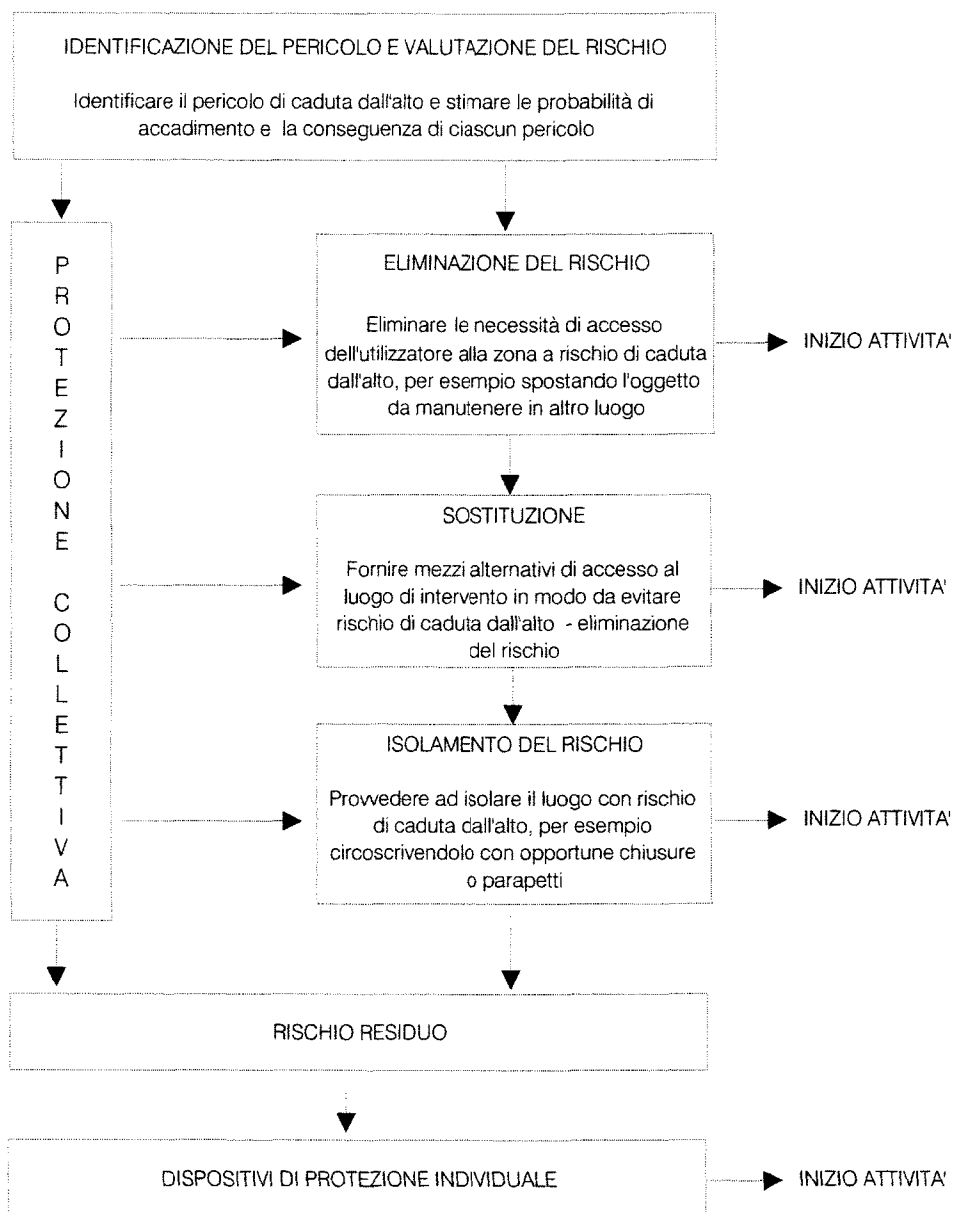 IDENTIFICAZIONE DEL PERICOLO E VALUTAZIONE DEL RISCHIO
Identificare il pericolo di caduta dall'alto e stimare le probabilità di
accadimento e la conseguenza di ciascun pericolo
PROTEZIONE COLLETTIVA
ELIMINAZIONE DEL RISCHIO
Eliminare le necessità di accesso
dell'utilizzatore alla zona a rischio di caduta
dall'alto, per esempio spostando l'oggetto
da manutenere in altro luogo
INIZIO ATTIVITA'
SOSTITUZIONE
Fornire mezzi alternativi di accesso al
luogo di intervento in modo da evitare
rischio di caduta dall'alto - eliminazione
del rischio
INIZIO ATTIVITA'
ISOLAMENTO DEL RISCHIO
Provvedere ad isolare il luogo con rischio
di caduta dall'alto, per esempio
circoscrivendolo con opportune chiusure
o parapetti
INIZIO ATTIVITA'
RISCHIO RESIDUO
DISPOSITIVI DI PROTEZIONE INDIVIDUALE
INIZIO ATTIVITA'